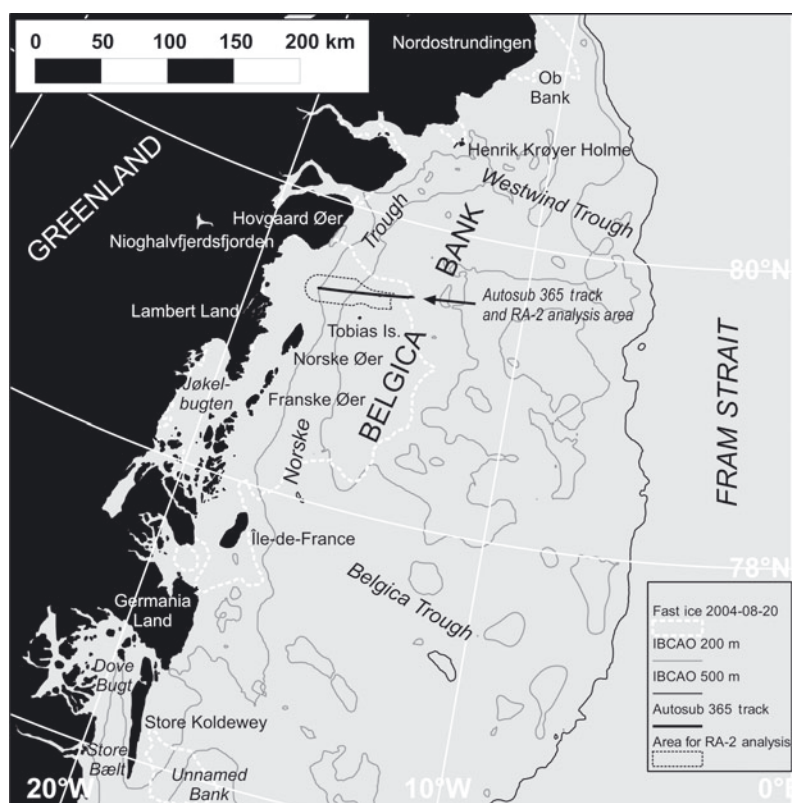 0 50 100 150 200 km
Nordostrundingen
Ob
Bank
Henrik Krøyer Holme
Westwind Trough
GREENLAND
Hovgaard Øer
Trough
Nioghalvfjerdsfjorden
BANK
80°N
Lambert Land
Autosub 365 track
and RA-2 analysis area
Tobias Is.
Norske Øer
Jøkel-
bugten
Franske Øer
BELGICA
FRAM STRAIT
Norske
Île-de-France
78°N
Belgica Trough
Germania
Land
Dove
Bugt
Store Koldewey
Store
Bælt
Unnamed
Bank
20°W
10°W
0°
Fast ice 2004-08-20
IBCAO 200 m
IBCAO 500 m
Autosub 365 track
Area for RA-2 analysis